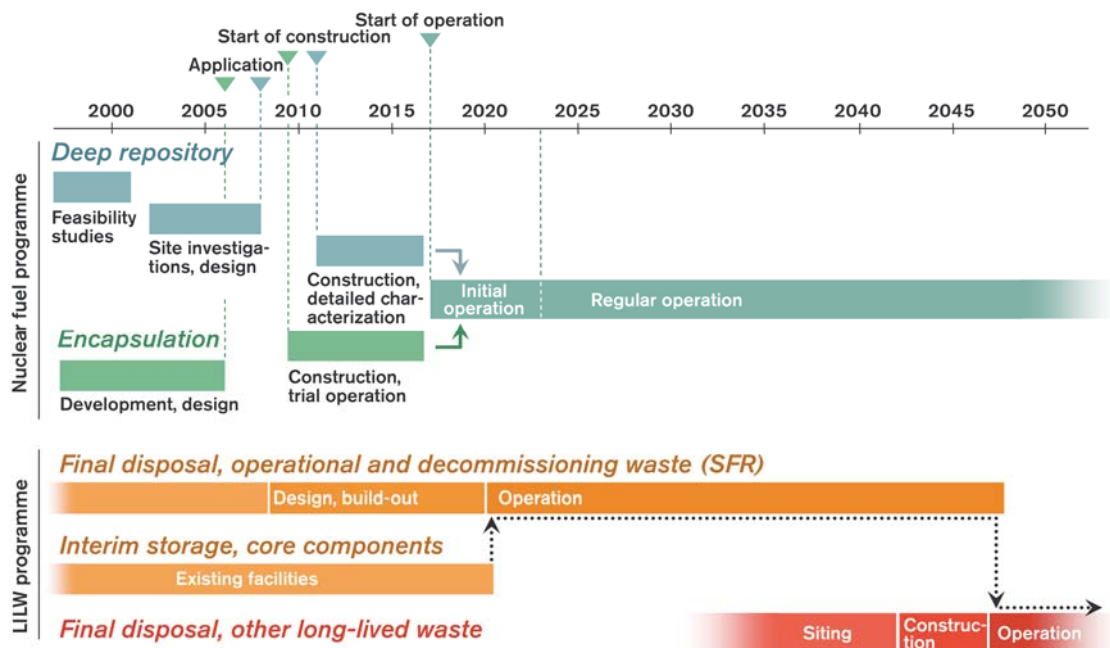 Start of operation
Start of construction
Application
2000 2005 2010 2015 2020 2025 2030 2035 2040 2045 2050
Nuclear fuel programme
Deep repository
Feasibility
studies
Site investiga-
tions, design
Construction,
detailed char-
acterization
Initial
operation
Regular operation
Encapsulation
Development, design
Construction,
trial operation
LILW programme
Final disposal, operational and decommissioning waste (SFR)
Design, build-out
Operation
Interim storage, core components
Existing facilities
Final disposal, other long-lived waste
Siting
Construc-
tion
Operation